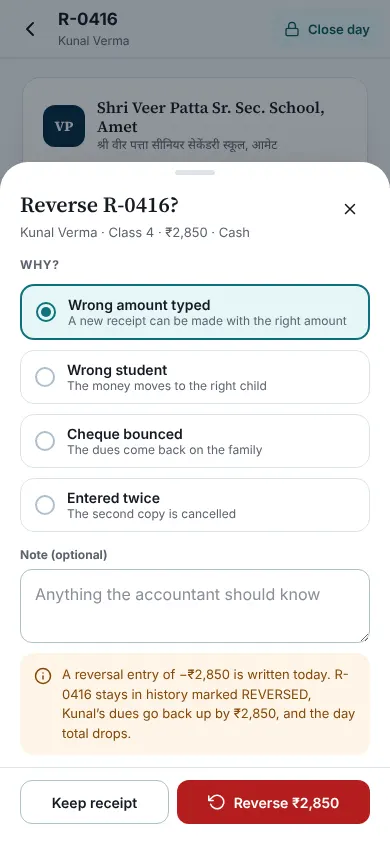 R-0416
Kunal Verma
Close day
VP
Shri Veer Patta Sr. Sec. School,
Amet
श्री वीर पत्ता सीनियर सेकेंडरी स्कूल, आमेट
Reverse R-0416?
Kunal Verma · Class 4 · ₹2,850 · Cash
WHY?
Wrong amount typed
A new receipt can be made with the right amount
Wrong student
The money moves to the right child
Cheque bounced
The dues come back on the family
Entered twice
The second copy is cancelled
Note (optional)
Anything the accountant should know
A reversal entry of −₹2,850 is written today. R-
0416 stays in history marked REVERSED,
Kunal’s dues go back up by ₹2,850, and the day
total drops.
Keep receipt
Reverse ₹2,850